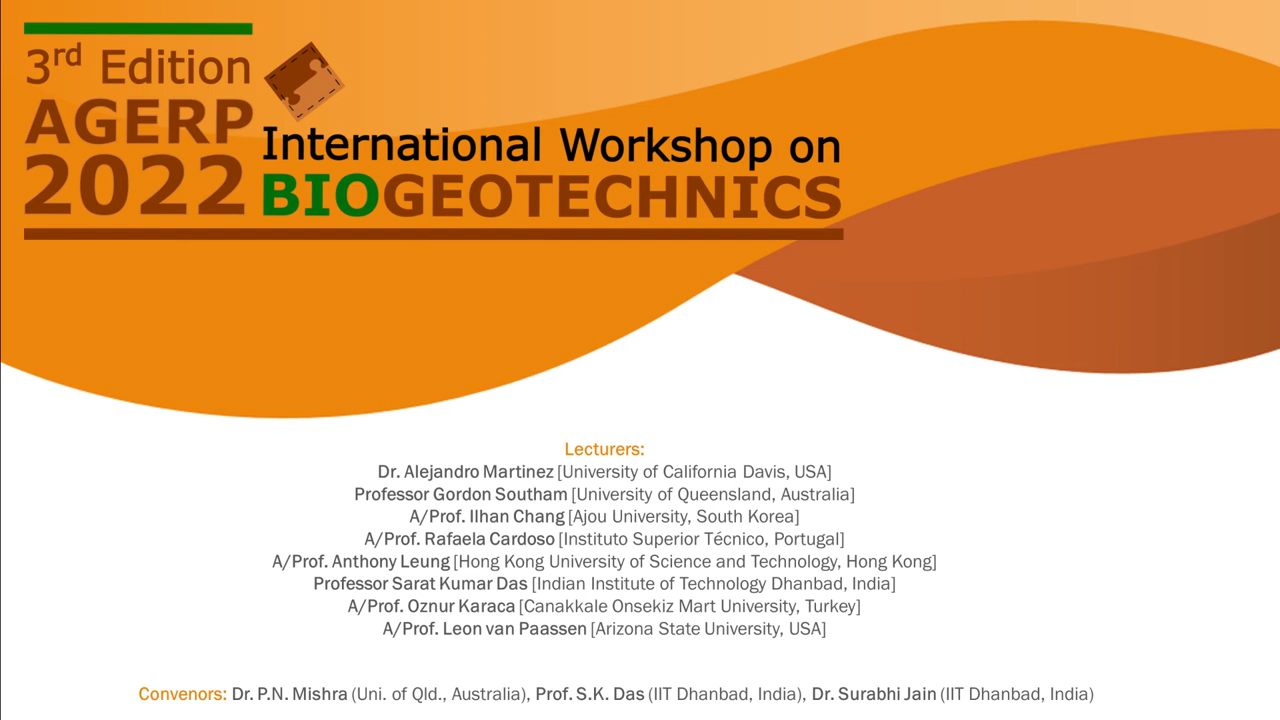 3rd Edition
AGERP
2022
International Workshop on
BIOGEOTECHNICS
Lecturers:
Dr. Alejandro Martinez [University of California Davis, USA]
Professor Gordon Southam [University of Queensland, Australia]
A/Prof. Ilhan Chang [Ajou University, South Korea]
A/Prof. Rafaela Cardoso [Instituto Superior Técnico, Portugal]
A/Prof. Anthony Leung [Hong Kong University of Science and Technology, Hong Kong]
Professor Sarat Kumar Das [Indian Institute of Technology Dhanbad, India]
A/Prof. Oznur Karaca [Canakkale Onsekiz Mart University, Turkey]
A/Prof. Leon van Paassen [Arizona State University, USA]
Convenors: Dr. P.N. Mishra (Uni. of Qld., Australia), Prof. S.K. Das (IIT Dhanbad, India), Dr. Surabhi Jain (IIT Dhanbad, India)